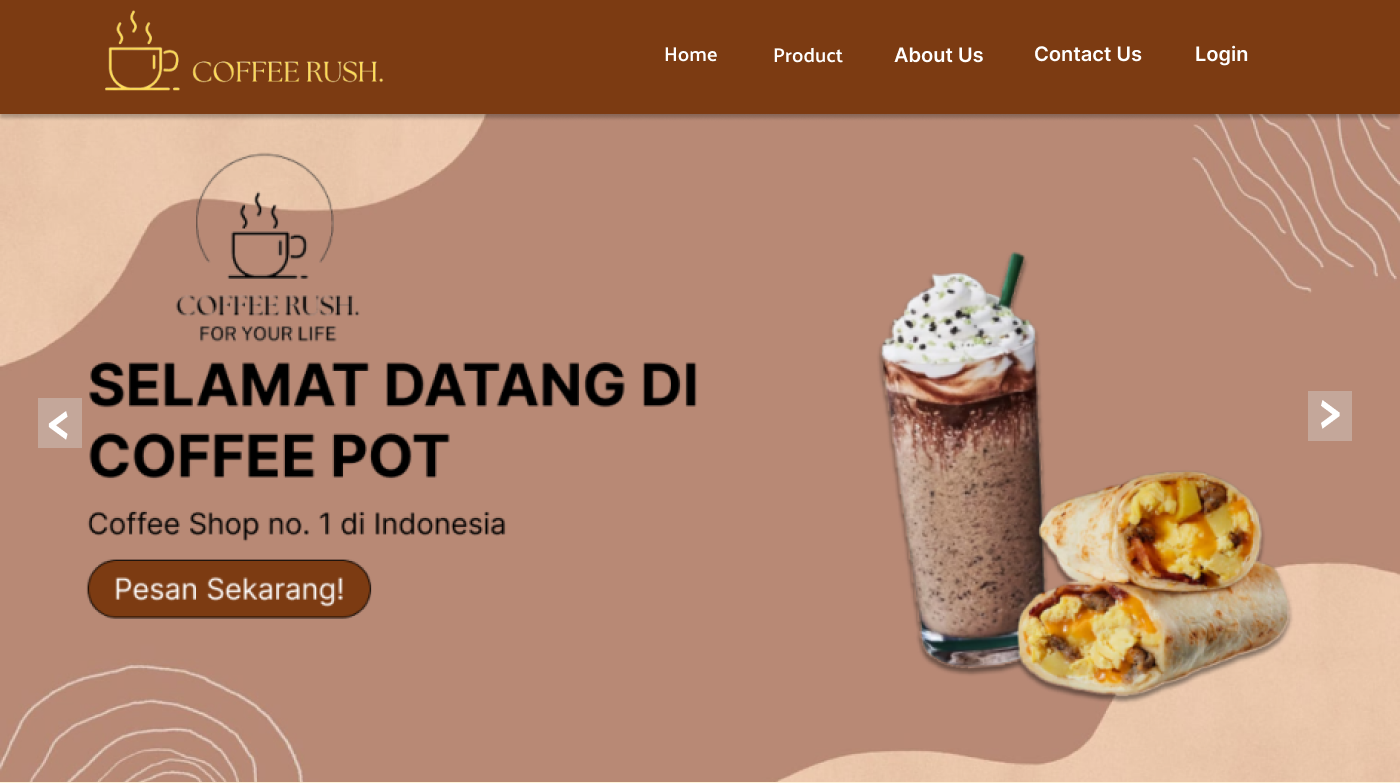 COFFEE RUSH.
Home Product About Us Contact Us Login
COFFEE RUSH.
FOR YOUR LIFE
SELAMAT DATANG DI
COFFEE POT
Coffee Shop no. 1 di Indonesia
Pesan Sekarang!